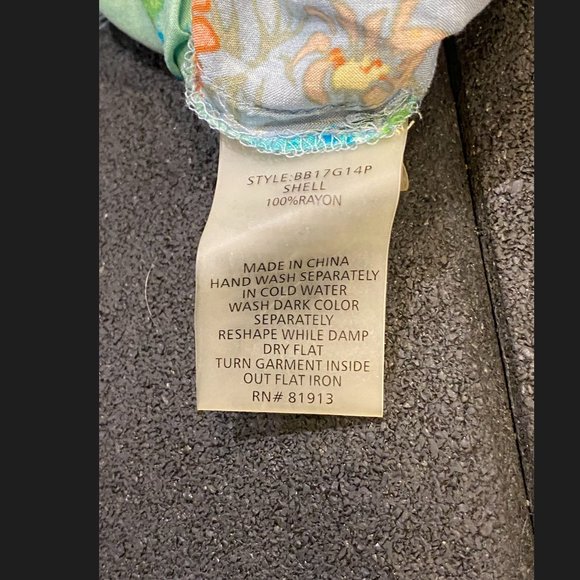 STYLE:BB17G14P
SHELL
100%RAYON
MADE IN CHINA
HAND WASH SEPARATELY
IN COLD WATER
WASH DARK COLOR
SEPARATELY
RESHAPE WHILE DAMP
DRY FLAT
TURN GARMENT INSIDE
OUT FLAT IRON
RN# 81913